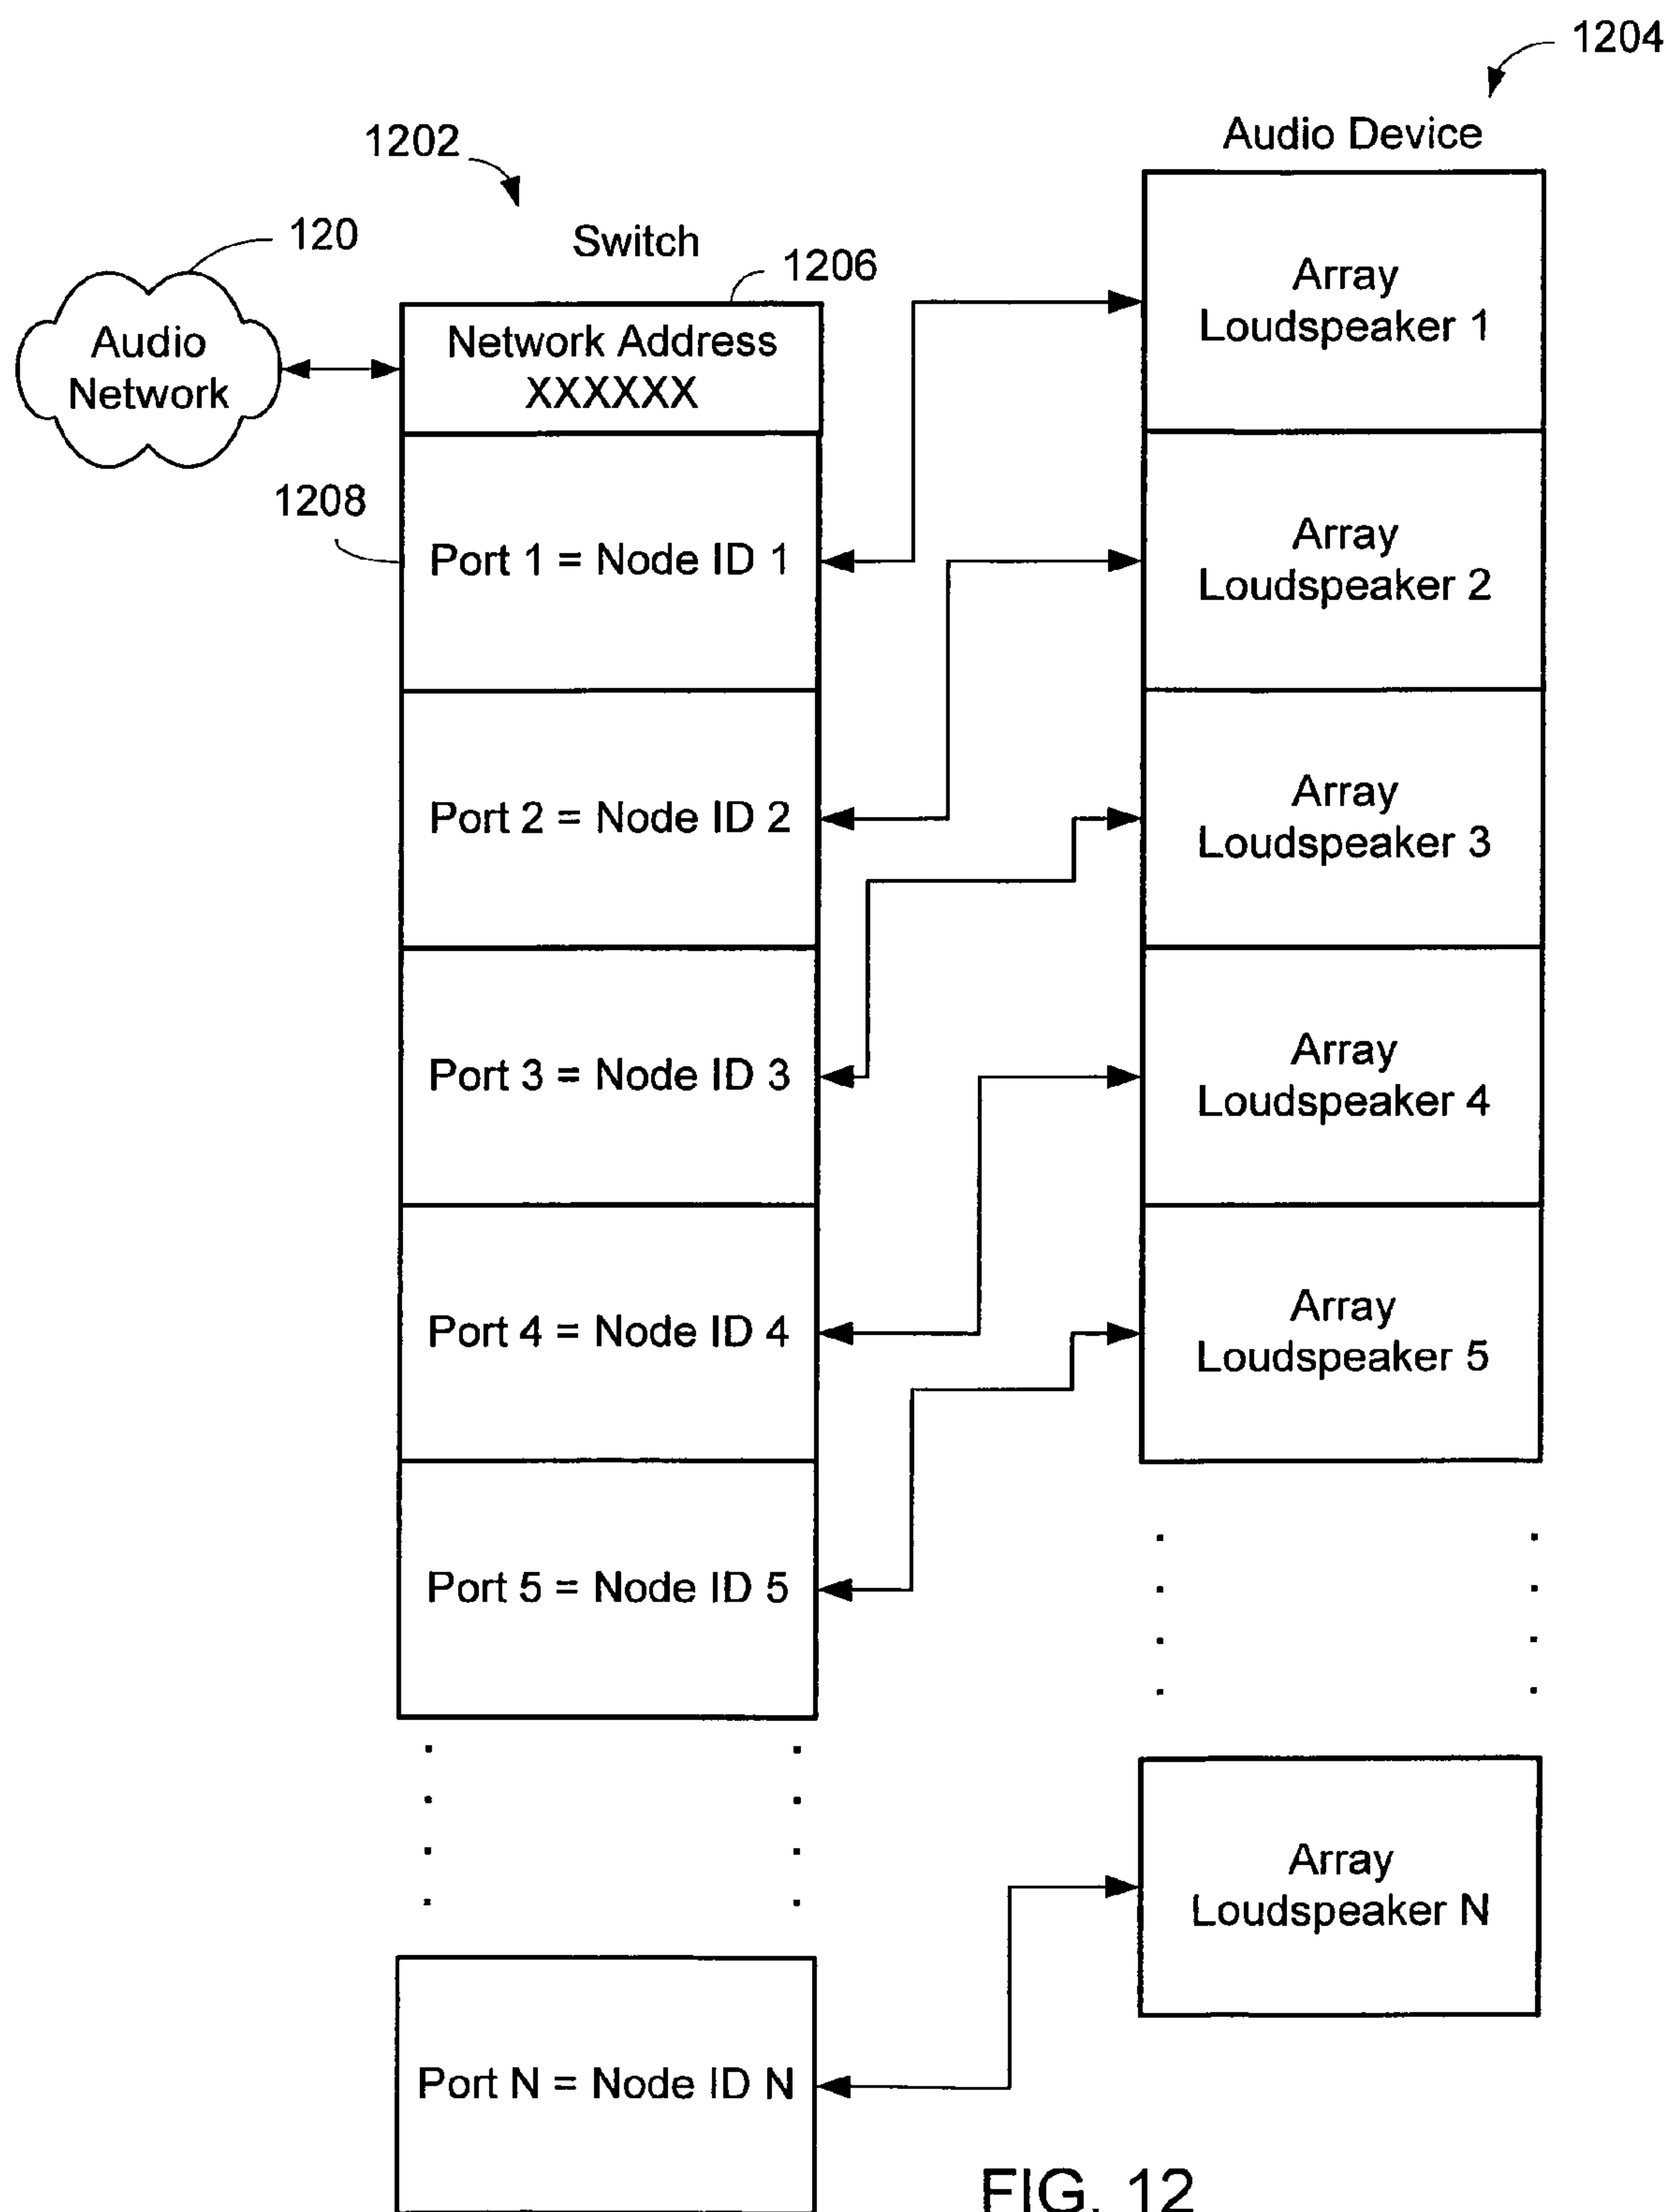 1204
Audio Device
1202
120
Switch
1206
Audio
Network
Network Address
XXXXXX
1208
Port 1 = Node ID 1
Port 2 = Node ID 2
Port 3 = Node ID 3
Port 4 = Node ID 4
Port 5 = Node ID 5
Port N = Node ID N
Array
Loudspeaker 1
Array
Loudspeaker 2
Array
Loudspeaker 3
Array
Loudspeaker 4
Array
Loudspeaker 5
Array
Loudspeaker N
FIG. 12